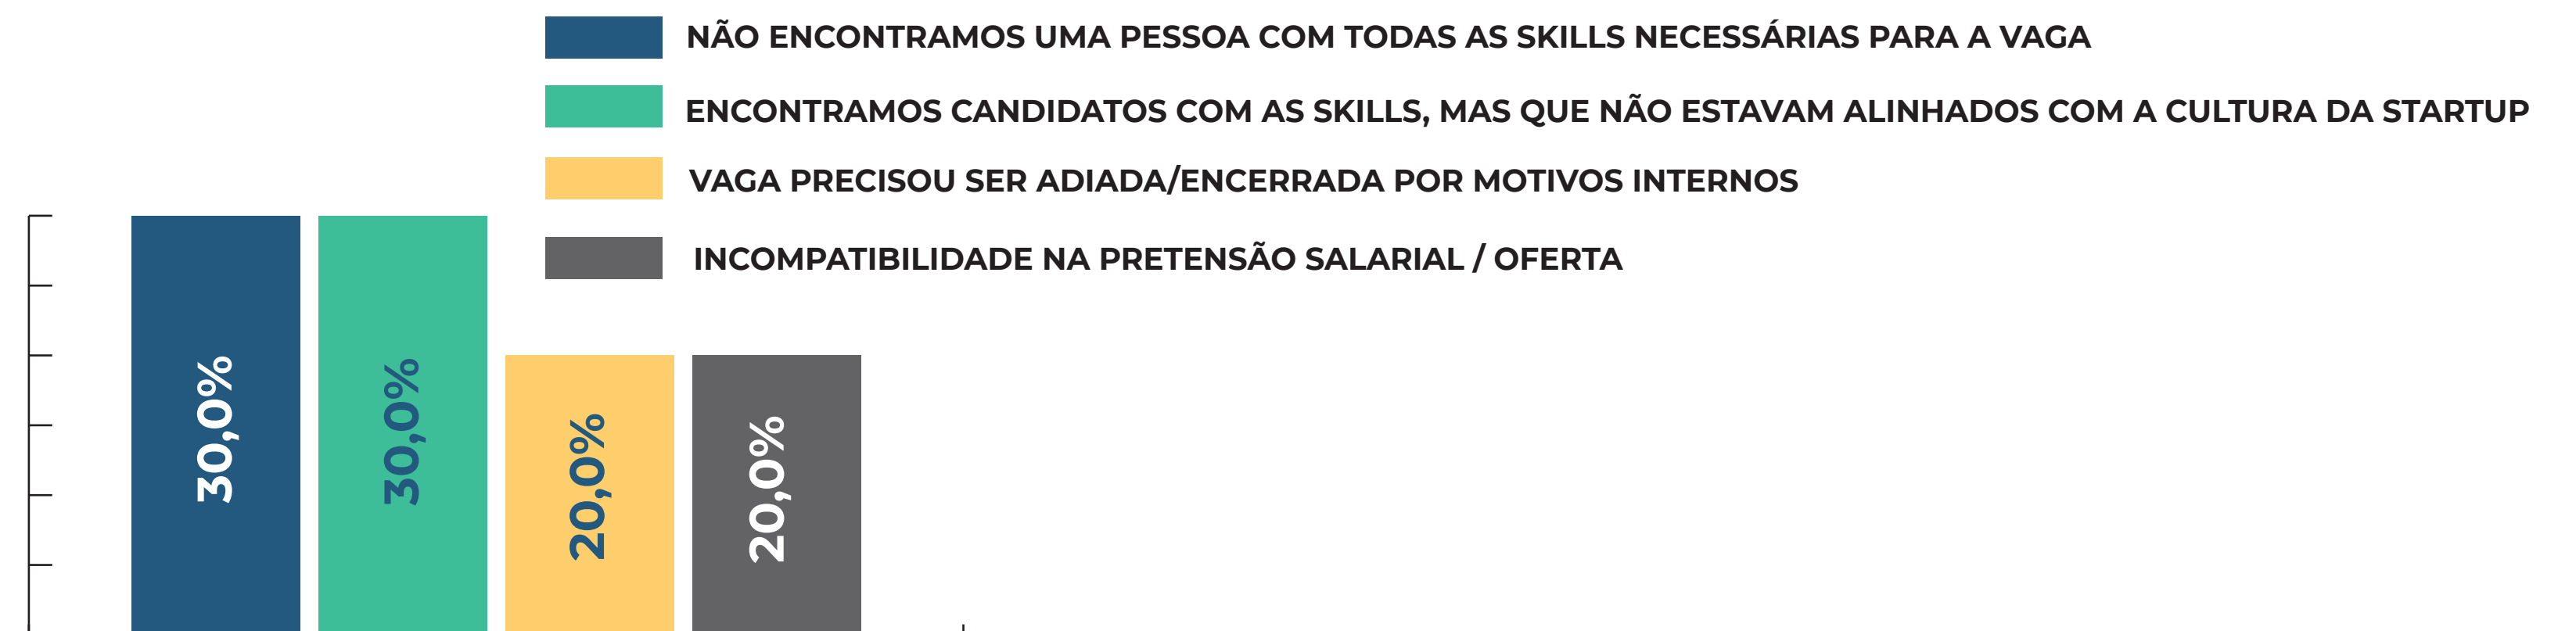 NÃO ENCONTRAMOS UMA PESSOA COM TODAS AS SKILLS NECESSÁRIAS PARA A VAGA
ENCONTRAMOS CANDIDATOS COM AS SKILLS, MAS QUE NÃO ESTAVAM ALINHADOS COM A CULTURA DA STARTUP
VAGA PRECISOU SER ADIADA/ENCERRADA POR MOTIVOS INTERNOS
INCOMPATIBILIDADE NA PRETENSÃO SALARIAL / OFERTA
30,0%
30,0%
20,0%
20,0%